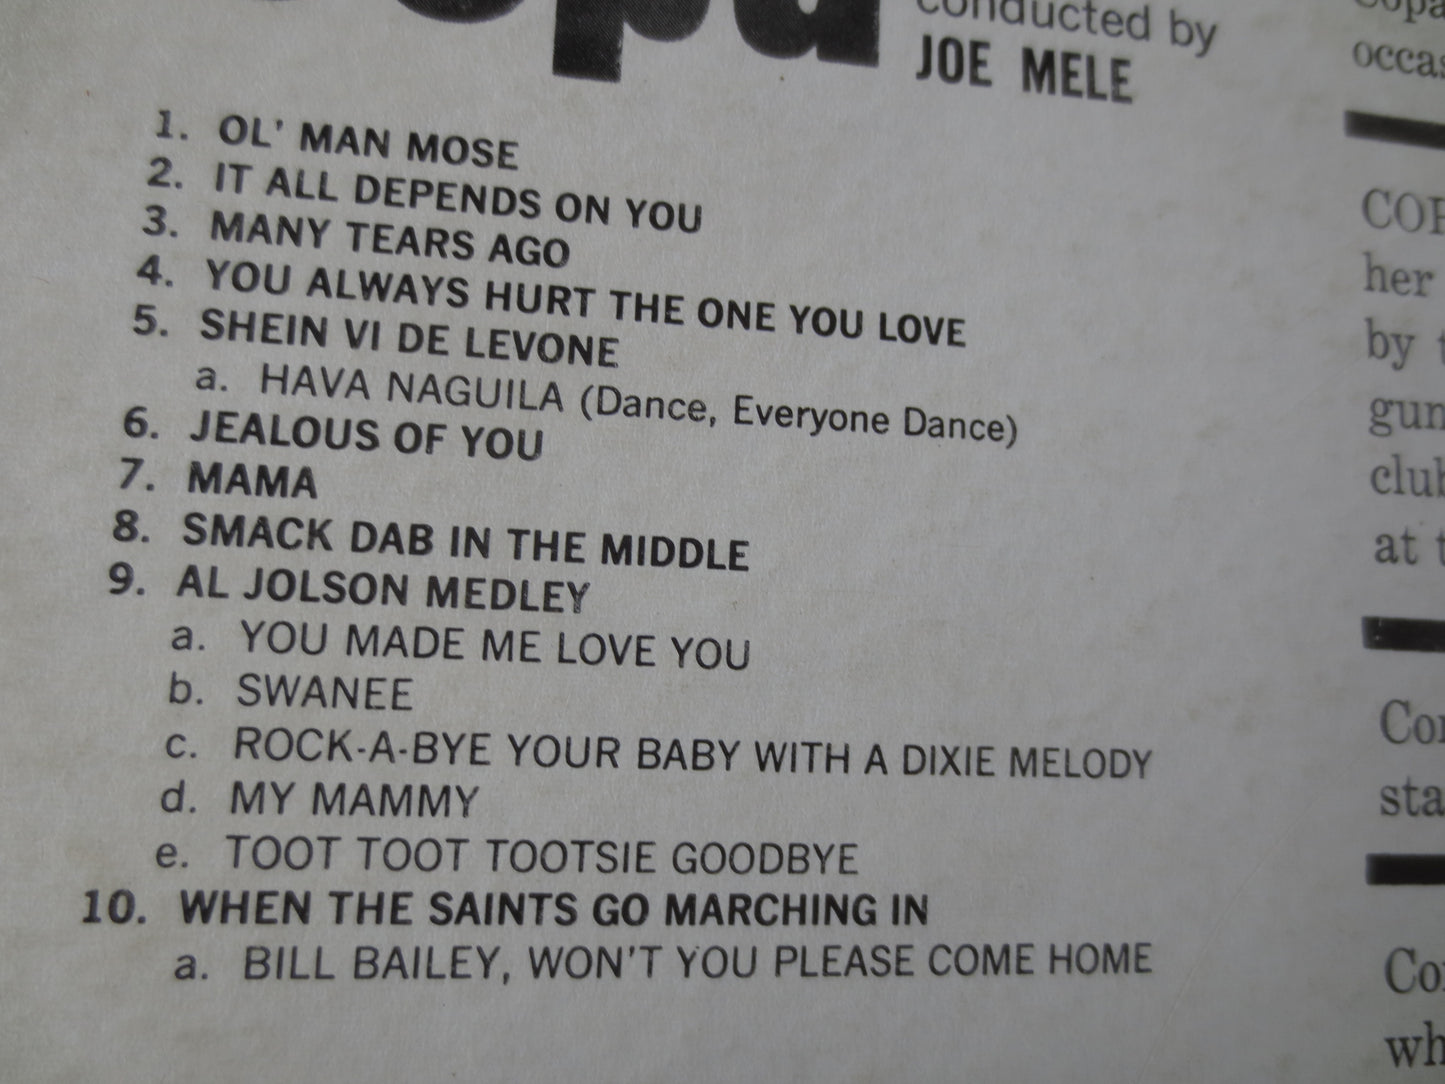 conducted by
JOE MELE
1. OL' MAN MOSE
2. IT ALL DEPENDS ON YOU
3. MANY TEARS AGO
4. YOU ALWAYS HURT THE ONE YOU LOVE
5. SHEIN VI DE LEVONE
a. HAVA NAGUILA (Dance, Everyone Dance)
6. JEALOUS OF YOU
7. MAMA
8. SMACK DAB IN THE MIDDLE
9. AL JOLSON MEDLEY
a. YOU MADE ME LOVE YOU
b. SWANEE
c. ROCK-A-BYE YOUR BABY WITH A DIXIE MELODY
d. MY MAMMY
e. TOOT TOOT TOOTSIE GOODBYE
10. WHEN THE SAINTS GO MARCHING IN
a. BILL BAILEY, WON'T YOU PLEASE COME HOME
her
by
at